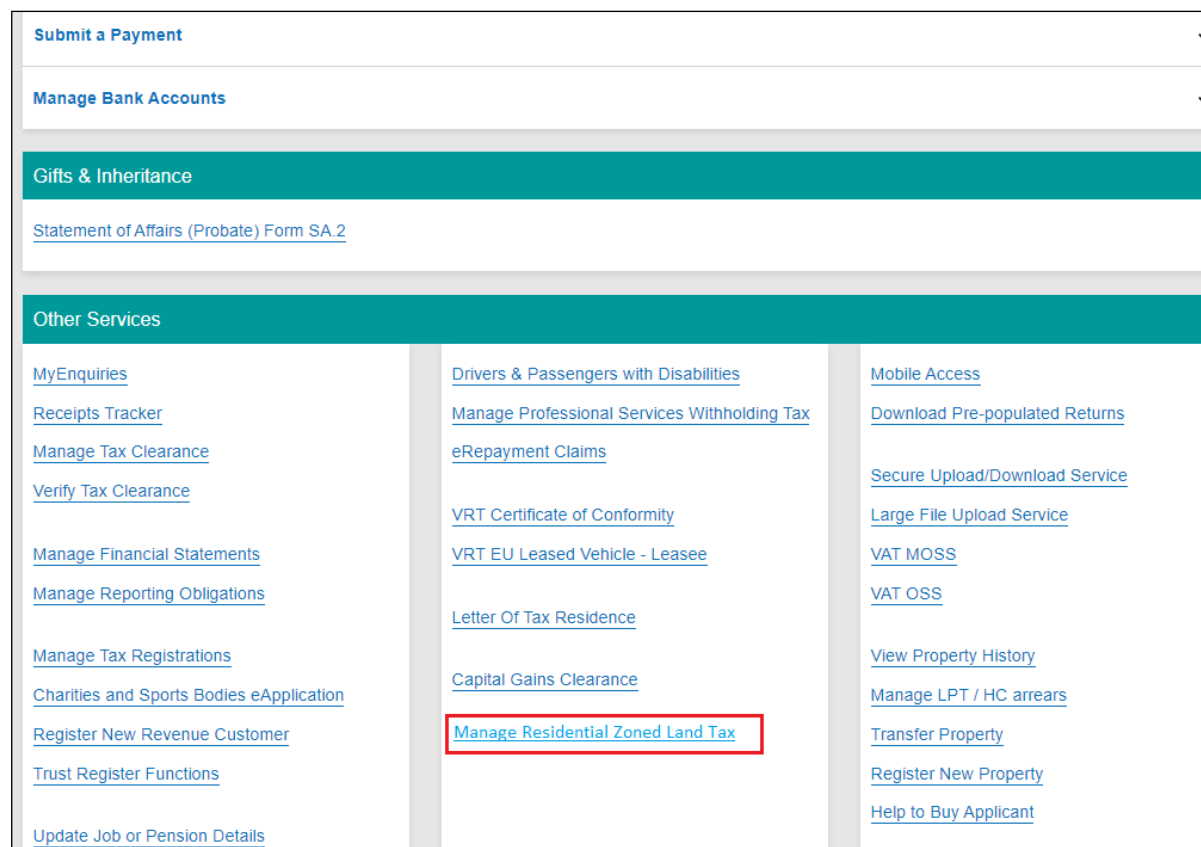 Submit a Payment
Manage Bank Accounts
Gifts & Inheritance
Statement of Affairs (Probate) Form SA.2
Other Services
MyEnquiries
Receipts Tracker
Manage Tax Clearance
Verify Tax Clearance
Manage Financial Statements
Manage Reporting Obligations
Manage Tax Registrations
Charities and Sports Bodies eApplication
Register New Revenue Customer
Trust Register Functions
Update Job or Pension Details
Drivers & Passengers with Disabilities
Manage Professional Services Withholding Tax
eRepayment Claims
VRT Certificate of Conformity
VRT EU Leased Vehicle - Leasee
Letter Of Tax Residence
Capital Gains Clearance
Manage Residential Zoned Land Tax
Mobile Access
Download Pre-populated Returns
Secure Upload/Download Service
Large File Upload Service
VAT MOSS
VAT OSS
View Property History
Manage LPT / HC arrears
Transfer Property
Register New Property
Help to Buy Applicant